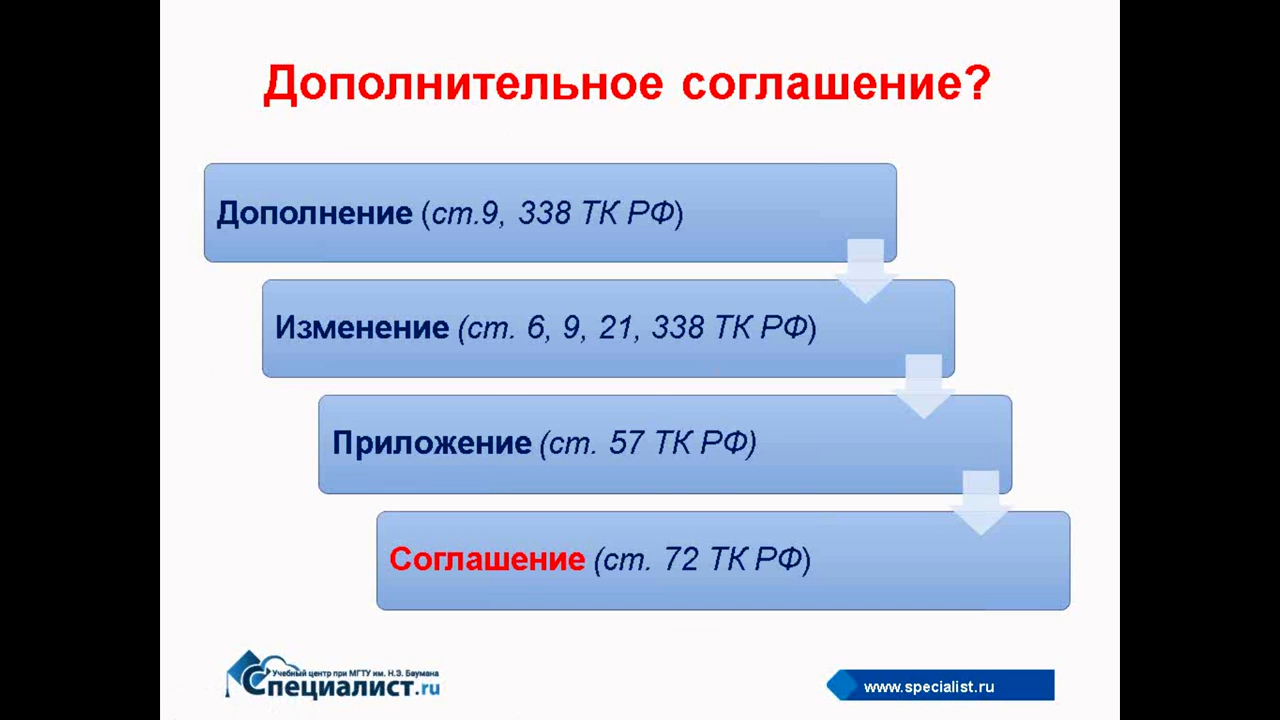 Дополнительное соглашение?
Дополнение (ст.9, 338 ТК РФ)
Изменение (ст. 6, 9, 21, 338 ТК РФ)
Приложение (ст. 57 ТК РФ)
Соглашение (ст. 72 ТК РФ)
Учебный центр при МГТУ им. Н.Э. Баумана
Специалист.ru
www.specialist.ru